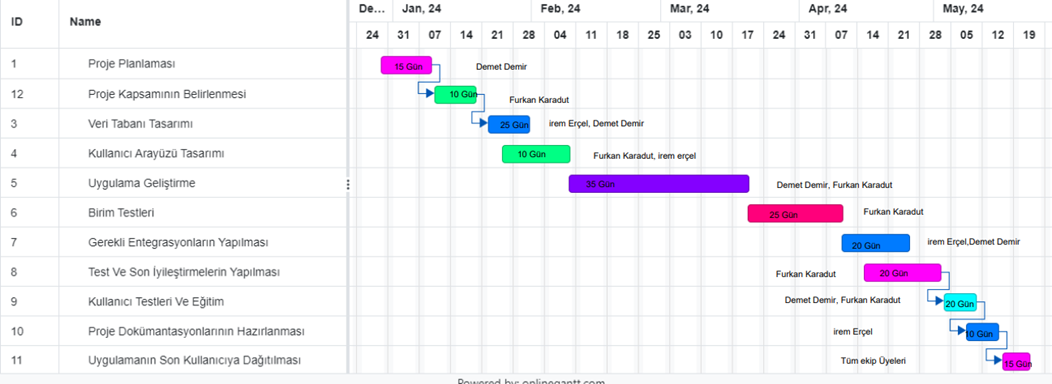 ID Name De... Jan, 24 Feb, 24 Mar, 24 Apr, 24 May, 24
24 31 07 14 21 28 04 11 18 25 03 10 17 24 31 07 14 21 28 05 12 19
1 Proje Planlaması 15 Gün Demet Demir
12 Proje Kapsamının Belirlenmesi 10 Gün Furkan Karadut
3 Veri Tabanı Tasarımı 25 Gün irem Erçel, Demet Demir
4 Kullanıcı Arayüzü Tasarımı 10 Gün Furkan Karadut, irem erçel
5 Uygulama Geliştirme 35 Gün Demet Demir, Furkan Karadut
6 Birim Testleri 25 Gün Furkan Karadut
7 Gerekli Entegrasyonların Yapılması 20 Gün irem Erçel,Demet Demir
8 Test Ve Son İyileştirmelerin Yapılması Furkan Karadut 20 Gün
9 Kullanıcı Testleri Ve Eğitim Demet Demir, Furkan Karadut 20 Gün
10 Proje Dokümantasyonlarının Hazırlanması irem Erçel 10 Gün
11 Uygulamanın Son Kullanıcıya Dağıtılması Tüm ekip Üyeleri 15 Gün
Powered by: onlinegantt.com